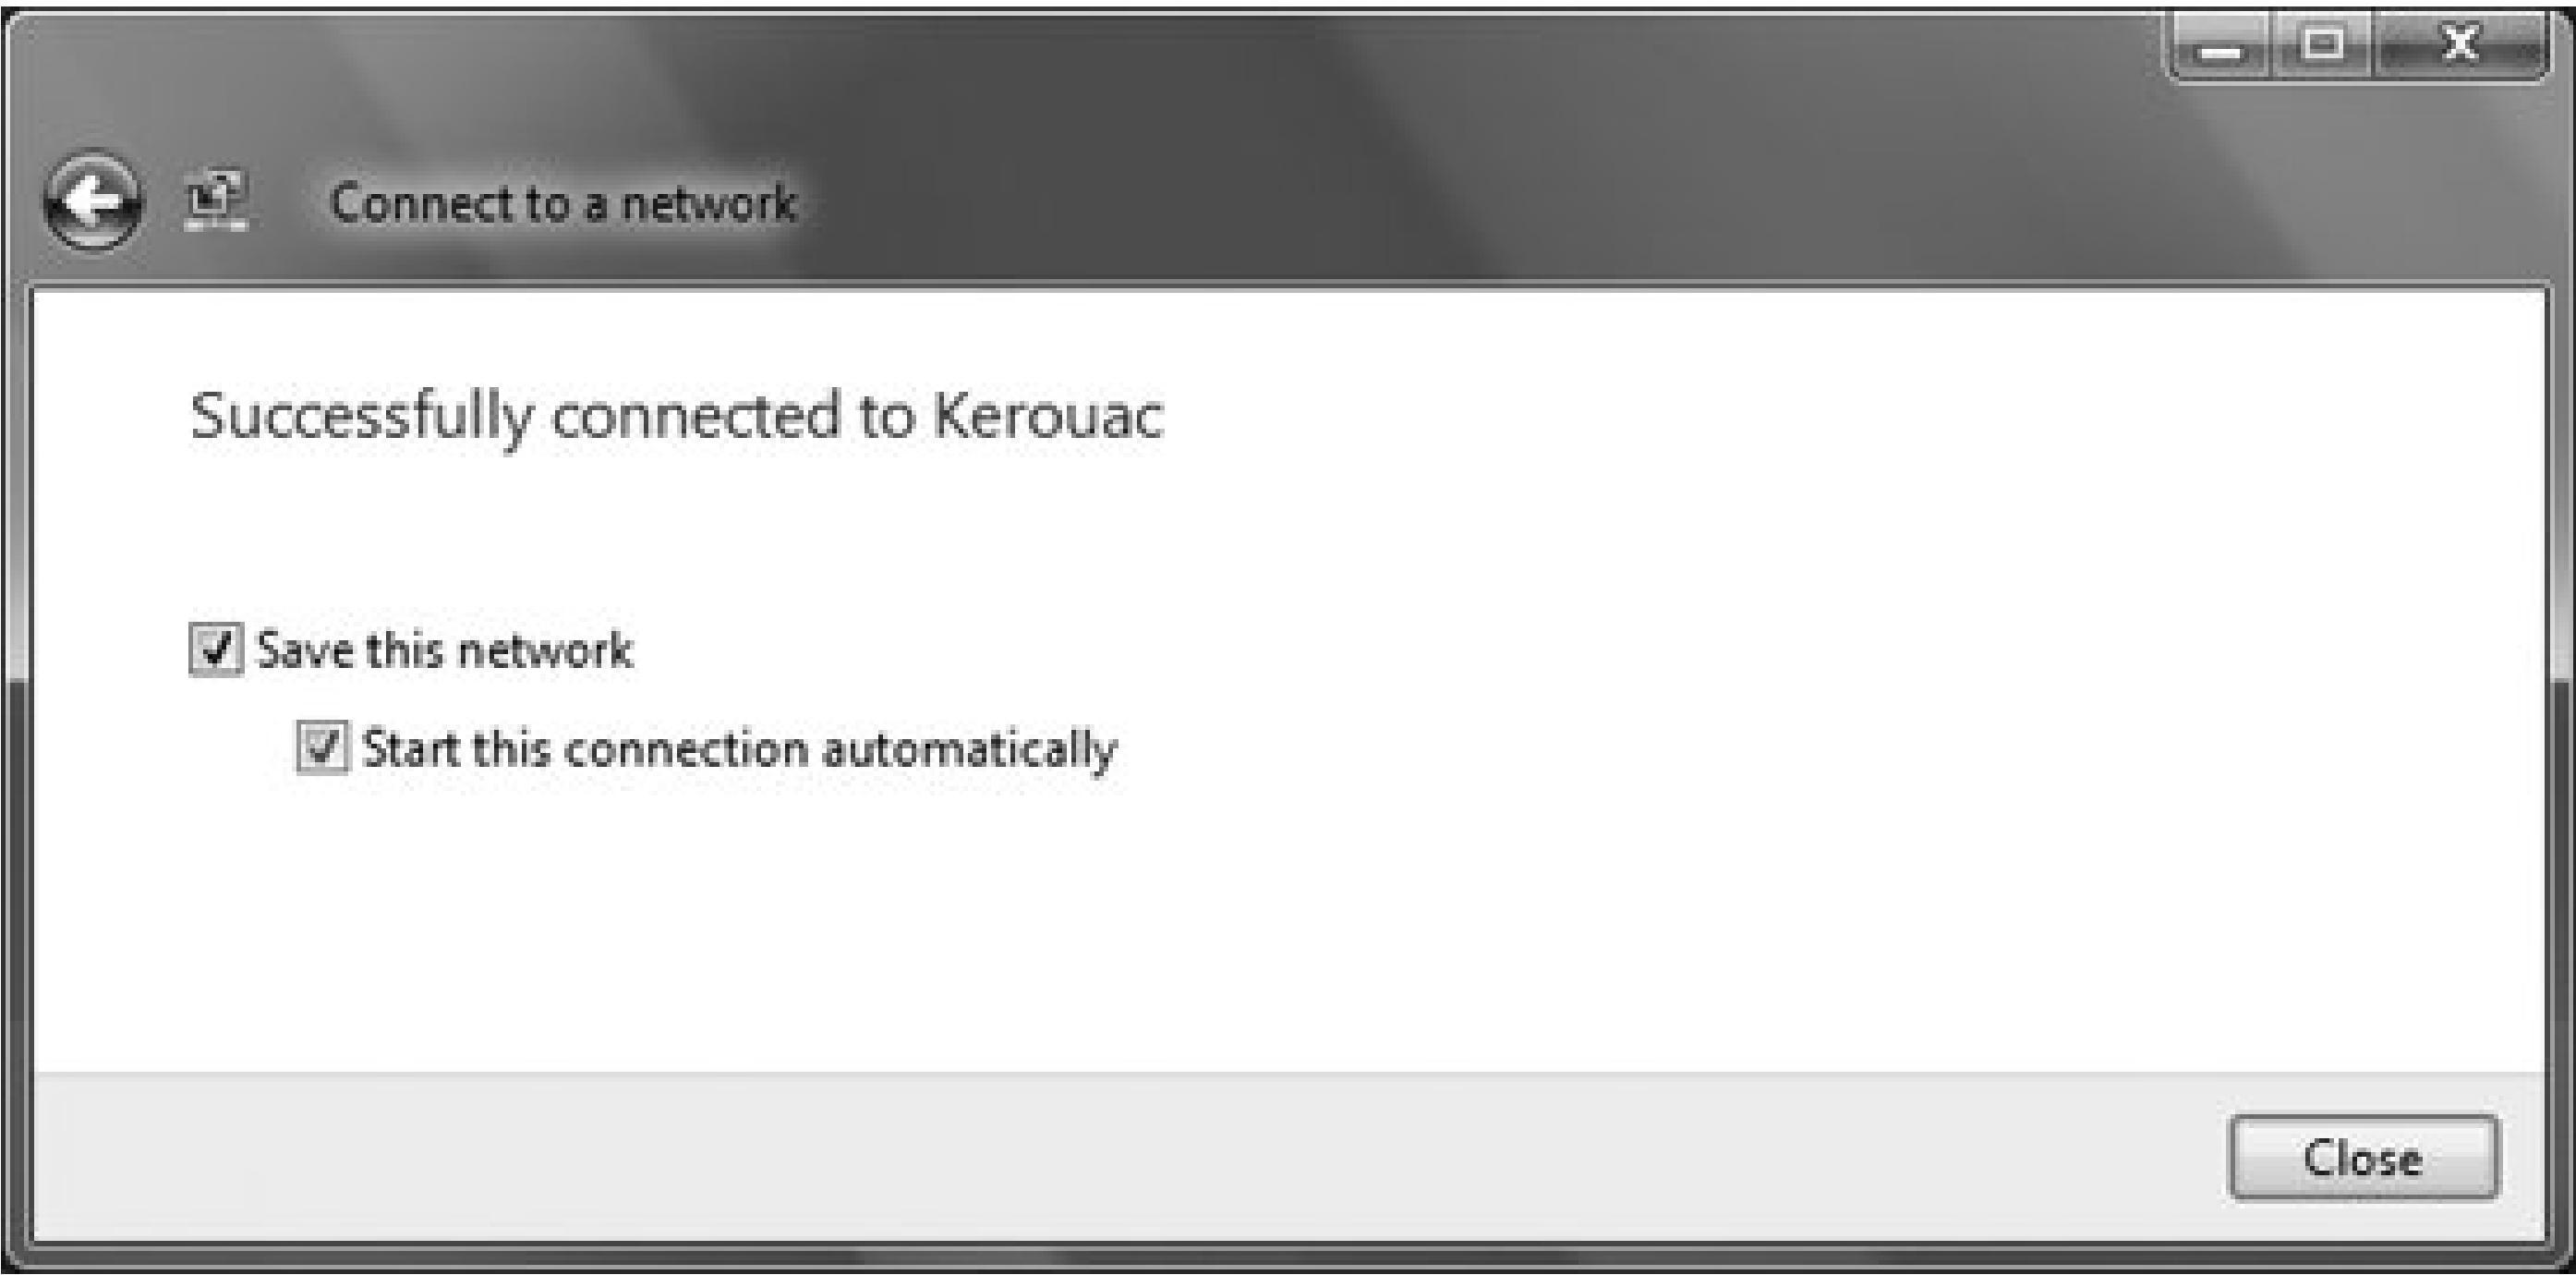 Connect to a network
Successfully connected to Kerouac
Save this network
Start this connection automatically
Close